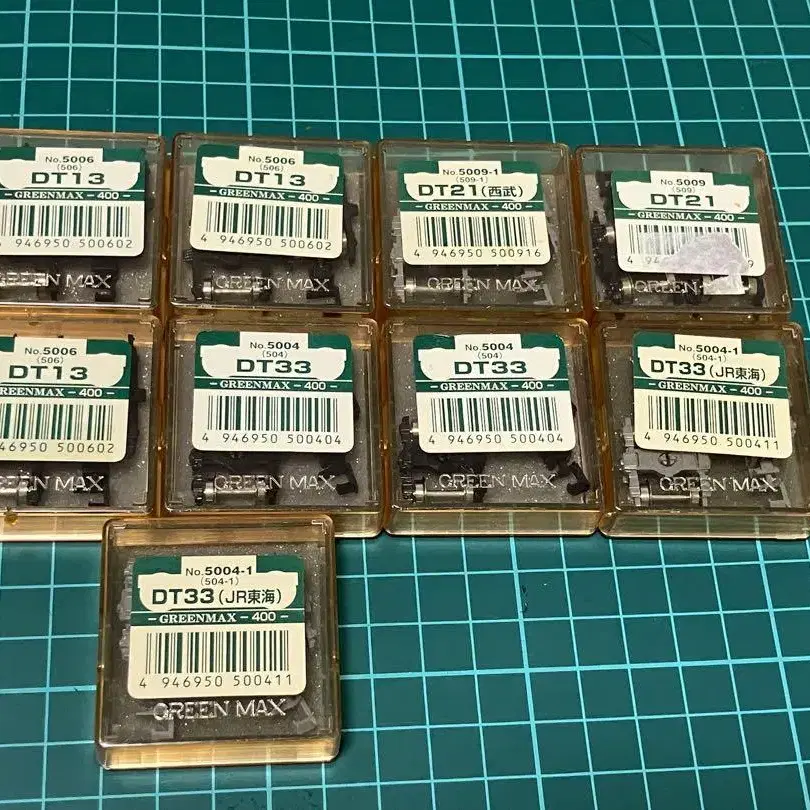 No.5006
(506)
DT13
GREENMAX - 400 -
946950 500602
GREEN MAX
No.5006
(506)
DT13
- GREENMAX - 400 -
4 946950 500602
GREEN MAX
No.5009-1
(509-1)
DT21(西武)
- GREENMAX - 400 -
4 946950 500916
GREEN MAX
No.5009
(509)
DT21
- GREENMAX - 400 -
GREEN MAX
No.5006
(506)
DT13
GREENMAX - 400 -
946950 500602
GREEN MAX
No.5004
(504)
DT33
- GREENMAX - 400 -
4 946950 500404
GREEN MAX
No.5004
(504)
DT33
- GREENMAX - 400 -
4 946950 500404
GREEN MAX
No.5004-1
(504-1)
DT33(JR東海)
- GREENMAX - 400 -
4 946950 500411
GREEN MAX
No.5004-1
(504-1)
DT33(JR東海)
- GREENMAX - 400 -
4 946950 500411
GREEN MAX